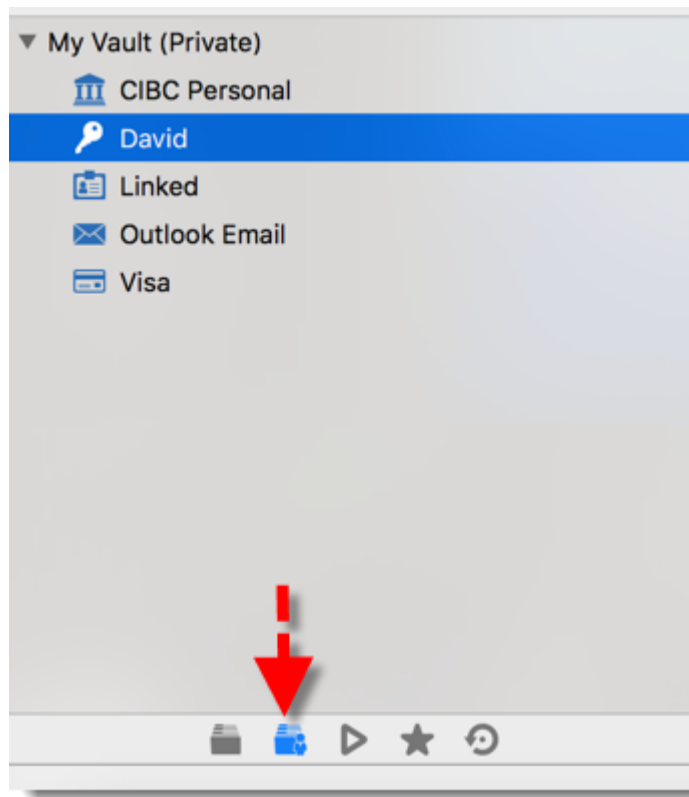 My Vault (Private)
CIBC Personal
David
Linked
Outlook Email
Visa